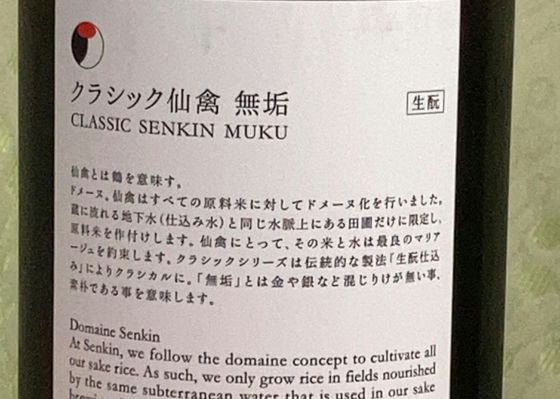 クラシック仙禽 無垢
生酛
CLASSIC SENKIN MUKU
仙禽とは鶴を意味す。
ドメーヌ。仙禽はすべての原料米に対してドメーヌ化を行いました。
蔵に流れる地下水(仕込み水)と同じ水脈上にある田圃だけに限定し、
原料米を作付けします。仙禽にとって、その米と水は最良のマリア
ージュを約束します。クラシックシリーズは伝統的な製法「生酛仕込
み」によりクラシカルに。「無垢」とは金や銀など混じりけが無い事、
素朴である事を意味します。
Domaine Senkin
At Senkin, we follow the domaine concept to cultivate all
our sake rice. As such, we only grow rice in fields nourished
by the same subterranean water that is used in our sake